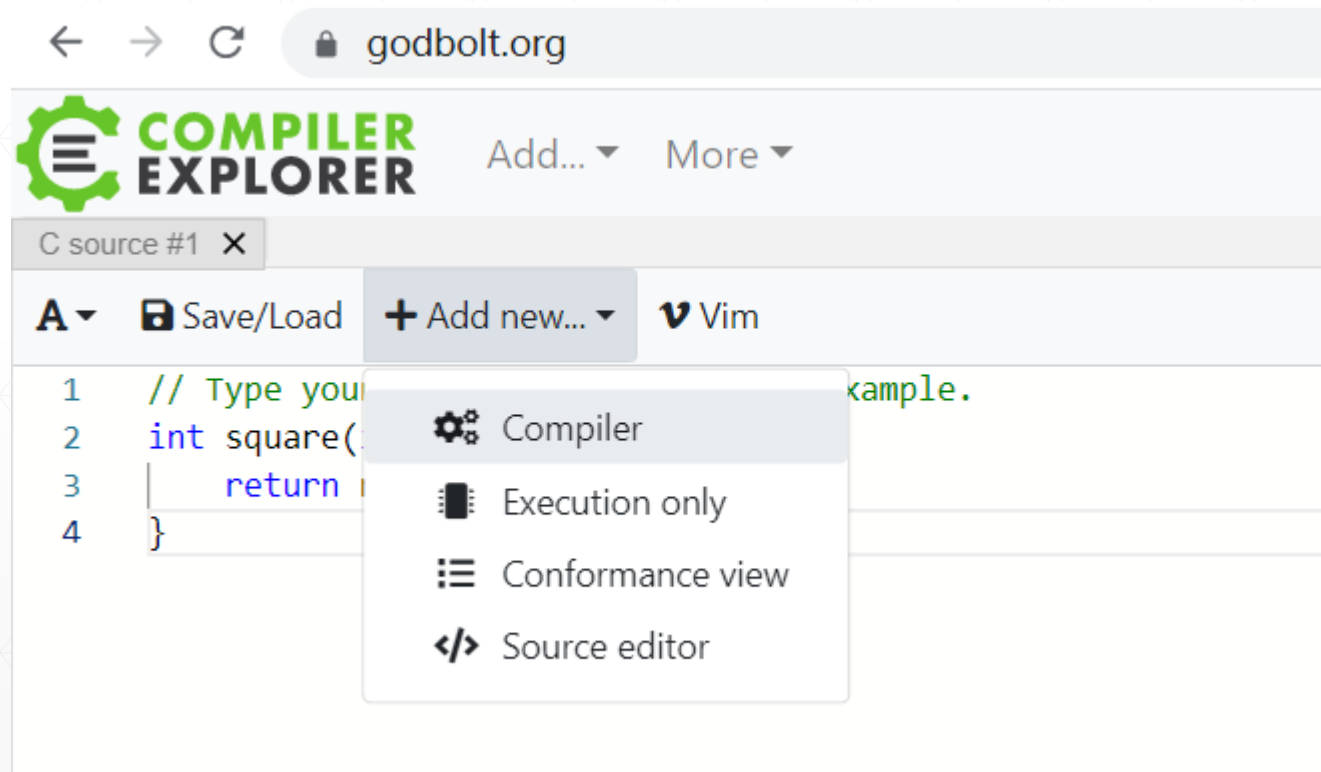 godbolt.org
COMPILER
EXPLORER
Add... More
C source #1
A Save/Load + Add new... Vim
1 // Type you xample.
2 int square(
3 return
4 }
Compiler
Execution only
Conformance view
Source editor